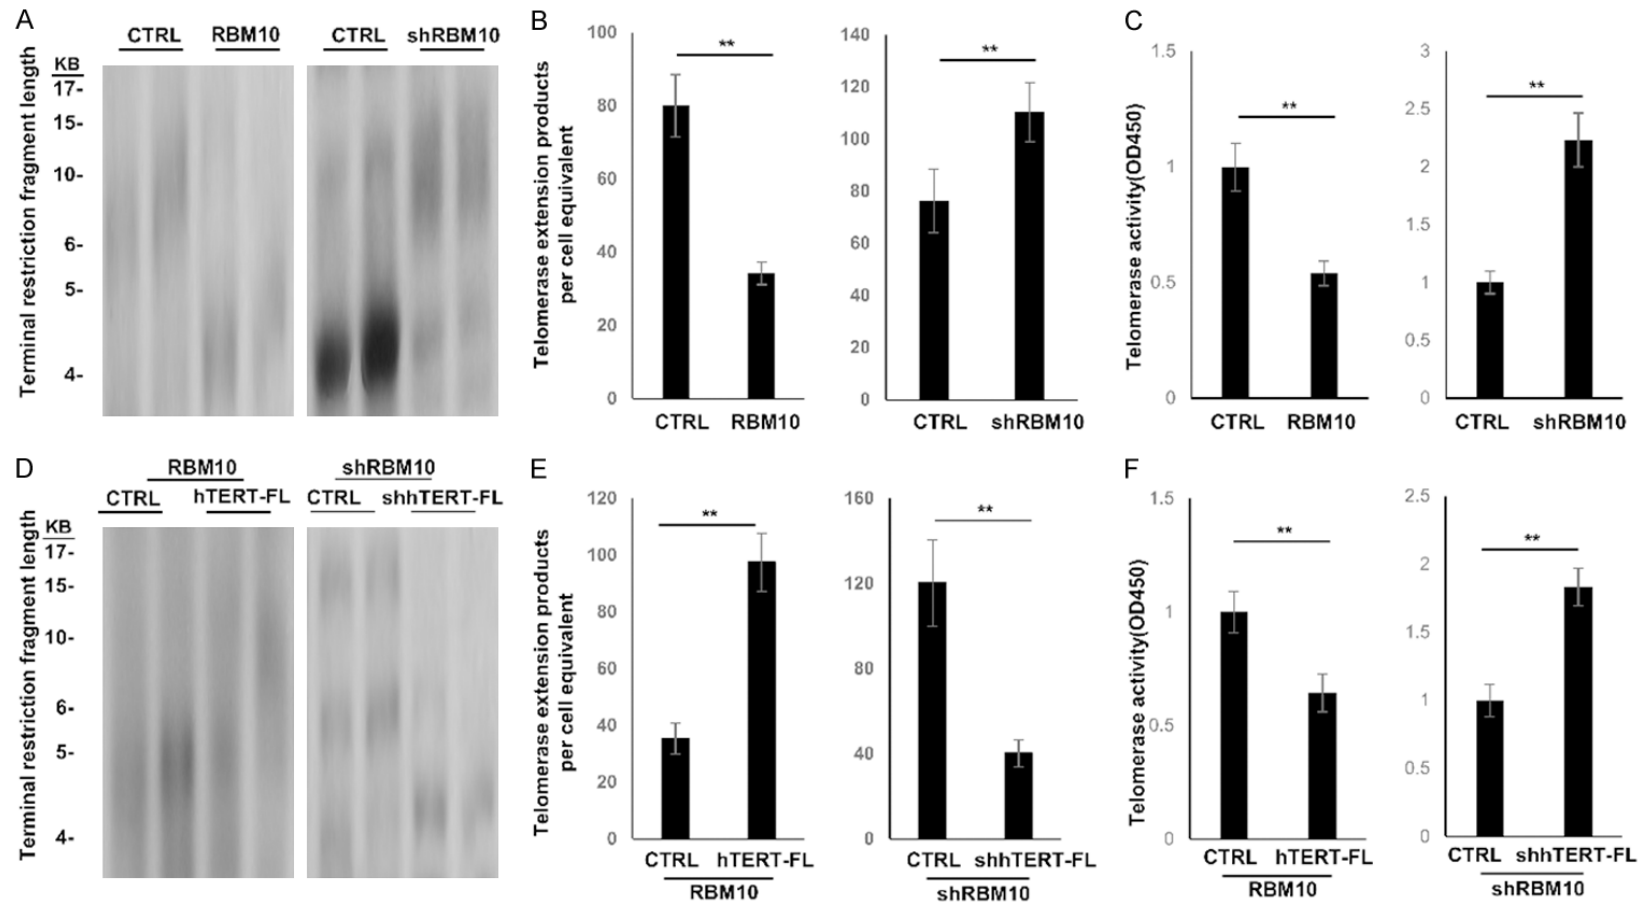 A
CTRL RBM10 CTRL shRBM10
KB
17-
15-
10-
6-
5-
4-
Terminal restriction fragment length
B
Telomerase extension products
per cell equivalent
100
80
60
40
20
0
CTRL RBM10
**
140
120
100
80
60
40
20
0
CTRL shRBM10
**
C
Telomerase activity(OD450)
1.5
1
0.5
0
CTRL RBM10
**
3
2.5
2
1.5
1
0.5
0
CTRL shRBM10
**
D
RBM10 shRBM10
CTRL hTERT-FL CTRL shhTERT-FL
KB
17-
15-
10-
6-
5-
4-
Terminal restriction fragment length
E
Telomerase extension products
per cell equivalent
120
100
80
60
40
20
0
**
CTRL hTERT-FL
RBM10
160
120
80
40
0
**
CTRL shhTERT-FL
shRBM10
F
Telomerase activity(OD450)
1.5
1
0.5
0
**
CTRL hTERT-FL
RBM10
2.5
2
1.5
1
0.5
0
**
CTRL shhTERT-FL
shRBM10